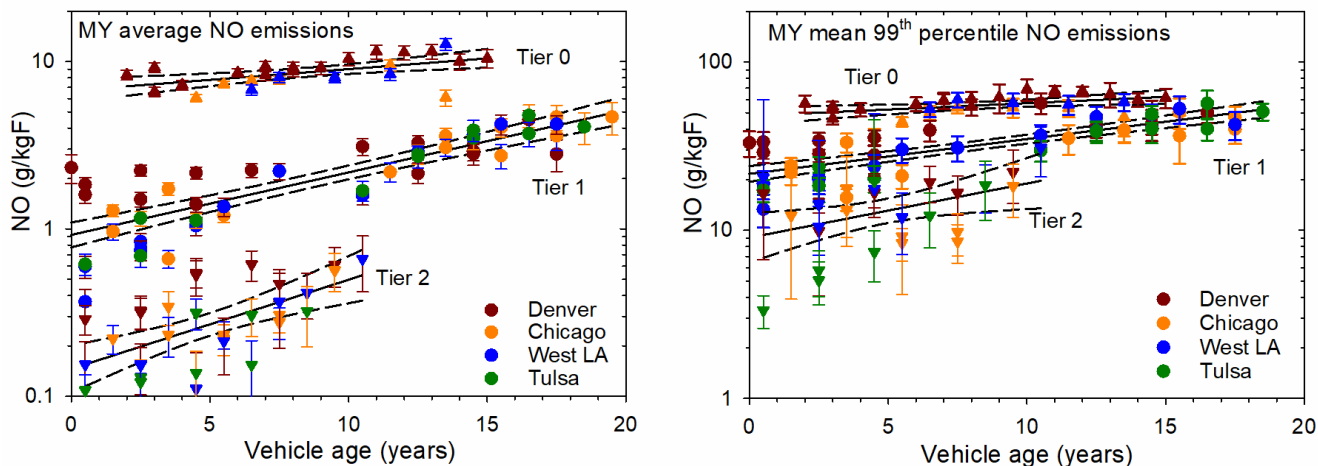 MY average NO emissions
NO (g/kgF)
10
1
0.1
Tier 0
Tier 1
Tier 2
Denver
Chicago
West LA
Tulsa
0 5 10 15 20
Vehicle age (years)
MY mean 99th percentile NO emissions
NO (g/kgF)
100
10
1
Tier 0
Tier 1
Tier 2
Denver
Chicago
West LA
Tulsa
0 5 10 15 20
Vehicle age (years)